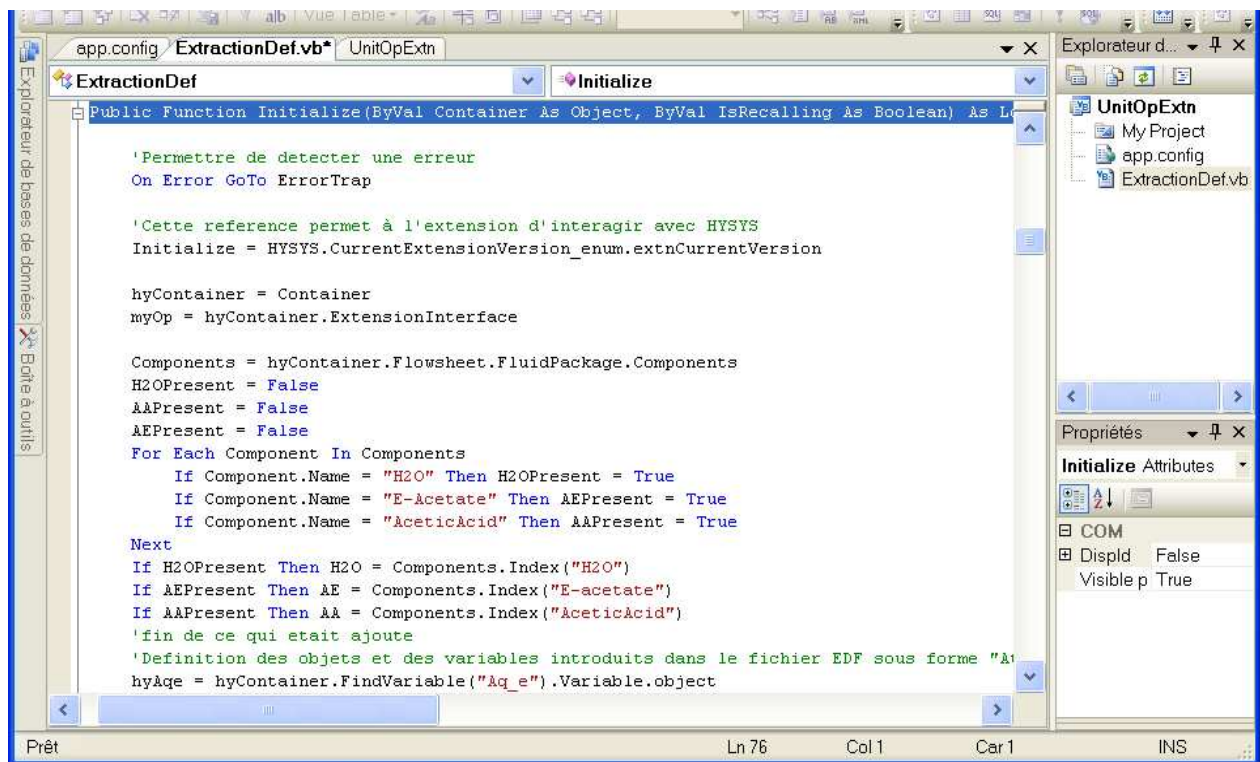 Vue Table
app.config ExtractionDef.vb* UnitOpExtn
ExtractionDef Initialize
Public Function Initialize(ByVal Container As Object, ByVal IsRecalling As Boolean) As
'Permettre de detecter une erreur
On Error GoTo ErrorTrap
'Cette reference permet à l'extension d'interagir avec HYSYS
Initialize = HYSYS.CurrentExtensionVersion_enum.extnCurrentVersion
hyContainer = Container
myOp = hyContainer.ExtensionInterface
Components = hyContainer.Flowsheet.FluidPackage.Components
H2OPresent = False
AAPresent = False
AEPresent = False
For Each Component In Components
If Component.Name = "H2O" Then H2OPresent = True
If Component.Name = "E-Acetate" Then AEPresent = True
If Component.Name = "AceticAcid" Then AAPresent = True
Next
If H2OPresent Then H2O = Components.Index("H2O")
If AEPresent Then AE = Components.Index("E-acetate")
If AAPresent Then AA = Components.Index("AceticAcid")
'fin de ce qui etait ajoute
'Definition des objets et des variables introduits dans le fichier EDF sous forme
hyAqe = hyContainer.FindVariable("Aq_e").Variable.object
Explorateur de bases de données
Boîte à outils
Explorateur d...
UnitOpExtn
My Project
app.config
ExtractionDef.vb
Propriétés
Initialize Attributes
COM
DispId False
Visible p True
Prêt Ln 76 Col 1 Car 1 INS